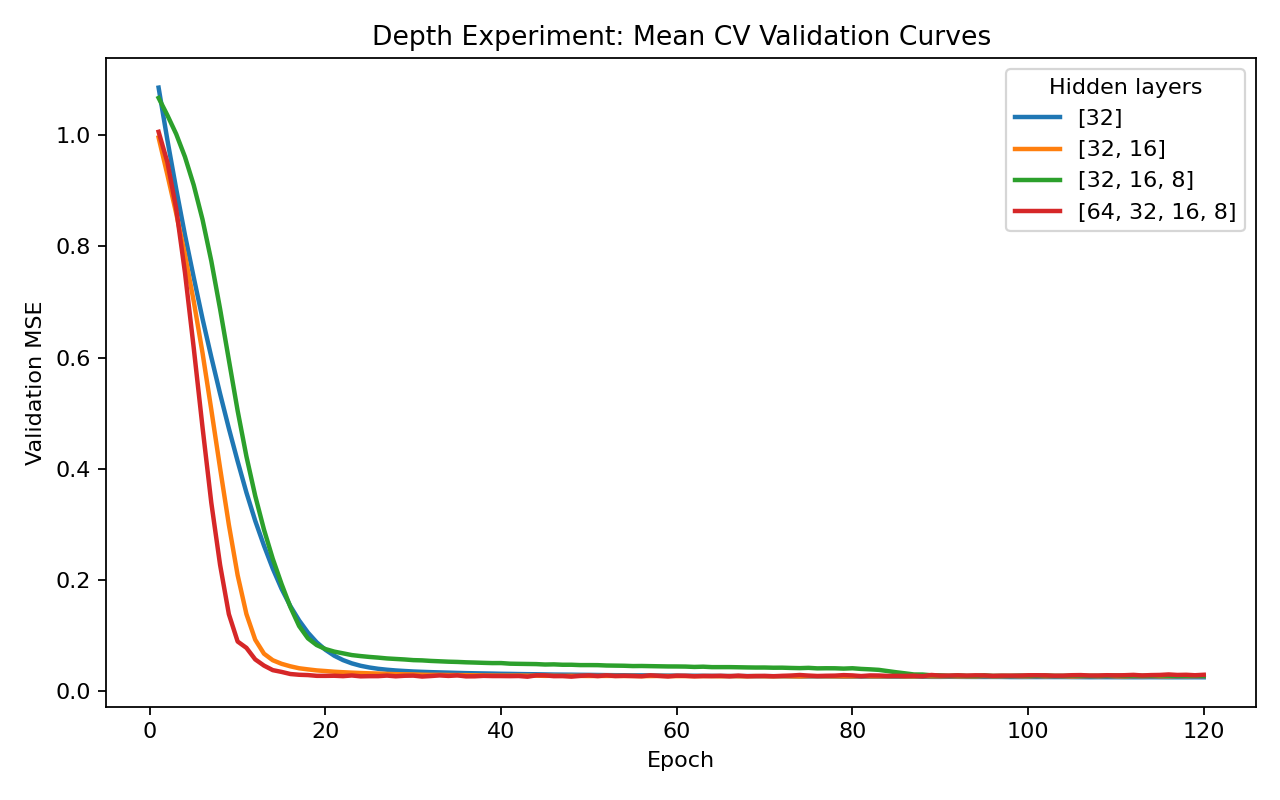 Depth Experiment: Mean CV Validation Curves
Hidden layers
[32]
[32, 16]
[32, 16, 8]
[64, 32, 16, 8]
Validation MSE
1.0
0.8
0.6
0.4
0.2
0.0
0 20 40 60 80 100 120
Epoch